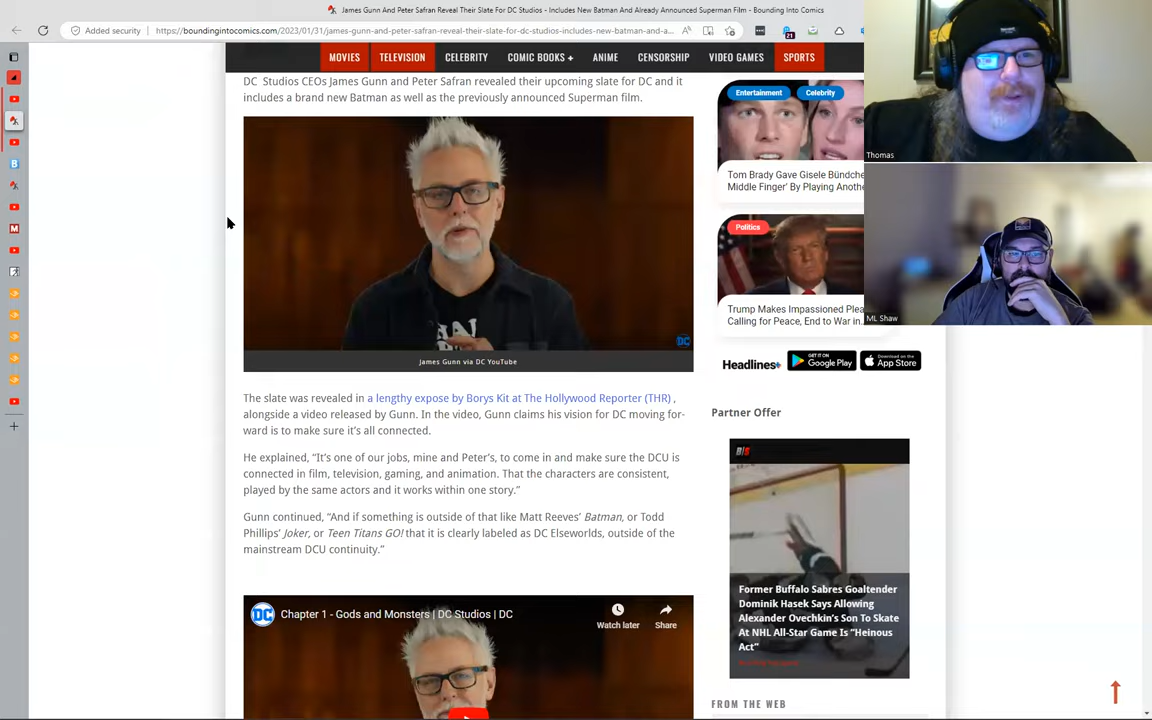 James Gunn And Peter Safran Reveal Their Slate For DC Studios - Includes New Batman And Already Announced Superman Film - Bounding Into Comics
Added security
https://boundingintocomics.com/2023/01/31/james-gunn-and-peter-safran-reveal-their-slate-for-dc-studios-includes-new-batman-and-a...
21
MOVIES TELEVISION CELEBRITY COMIC BOOKS + ANIME CENSORSHIP VIDEO GAMES SPORTS
DC Studios CEOs James Gunn and Peter Safran revealed their upcoming slate for DC and it
includes a brand new Batman as well as the previously announced Superman film.
DC
James Gunn via DC YouTube
The slate was revealed in a lengthy expose by Borys Kit at The Hollywood Reporter (THR) ,
alongside a video released by Gunn. In the video, Gunn claims his vision for DC moving for-
ward is to make sure it's all connected.
He explained, “It's one of our jobs, mine and Peter's, to come in and make sure the DCU is
connected in film, television, gaming, and animation. That the characters are consistent,
played by the same actors and it works within one story.”
Gunn continued, “And if something is outside of that like Matt Reeves' Batman, or Todd
Phillips' Joker, or Teen Titans GO! that it is clearly labeled as DC Elseworlds, outside of the
mainstream DCU continuity.”
DC
Chapter 1 - Gods and Monsters | DC Studios | DC
Watch later
Share
Entertainment Celebrity
Tom Brady Gave Gisele Bündche
Middle Finger' By Playing Anothe
Politics
Trump Makes Impassioned Plea
Calling for Peace, End to War in
Headlines+
GET IT ON
Google Play
Download on the
App Store
Partner Offer
Former Buffalo Sabres Goaltender
Dominik Hasek Says Allowing
Alexander Ovechkin's Son To Skate
At NHL All-Star Game Is “Heinous
Act”
FROM THE WEB
Thomas
ML Shaw